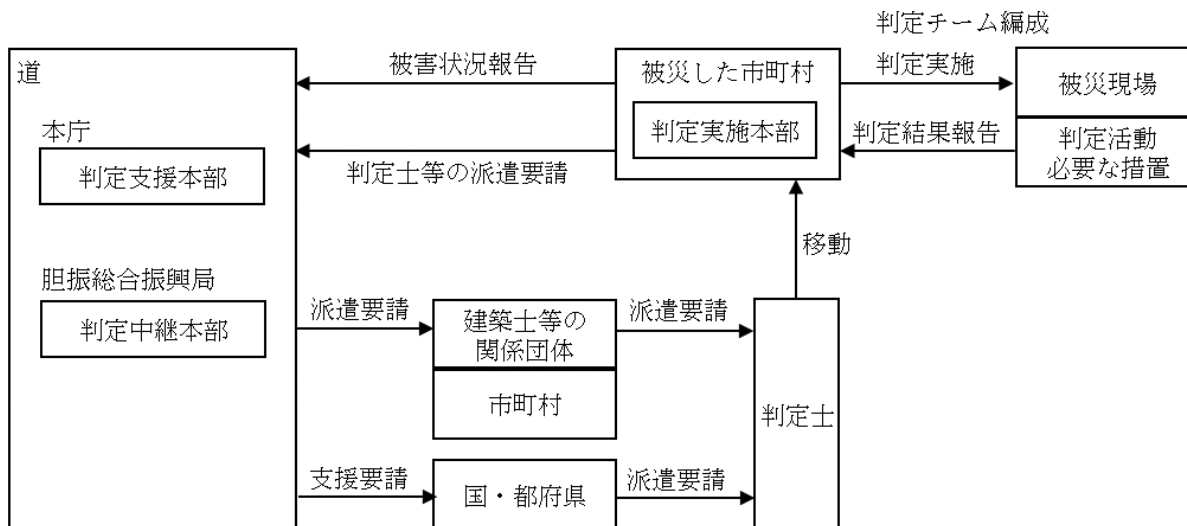 判定チーム編成
道
被害状況報告
被災した市町村
判定実施
被災現場
本庁
判定実施本部
判定結果報告
判定活動
必要な措置
判定支援本部
判定士等の派遣要請
移動
胆振総合振興局
判定中継本部
派遣要請
建築士等の
関係団体
派遣要請
市町村
判定士
支援要請
国・都府県
派遣要請